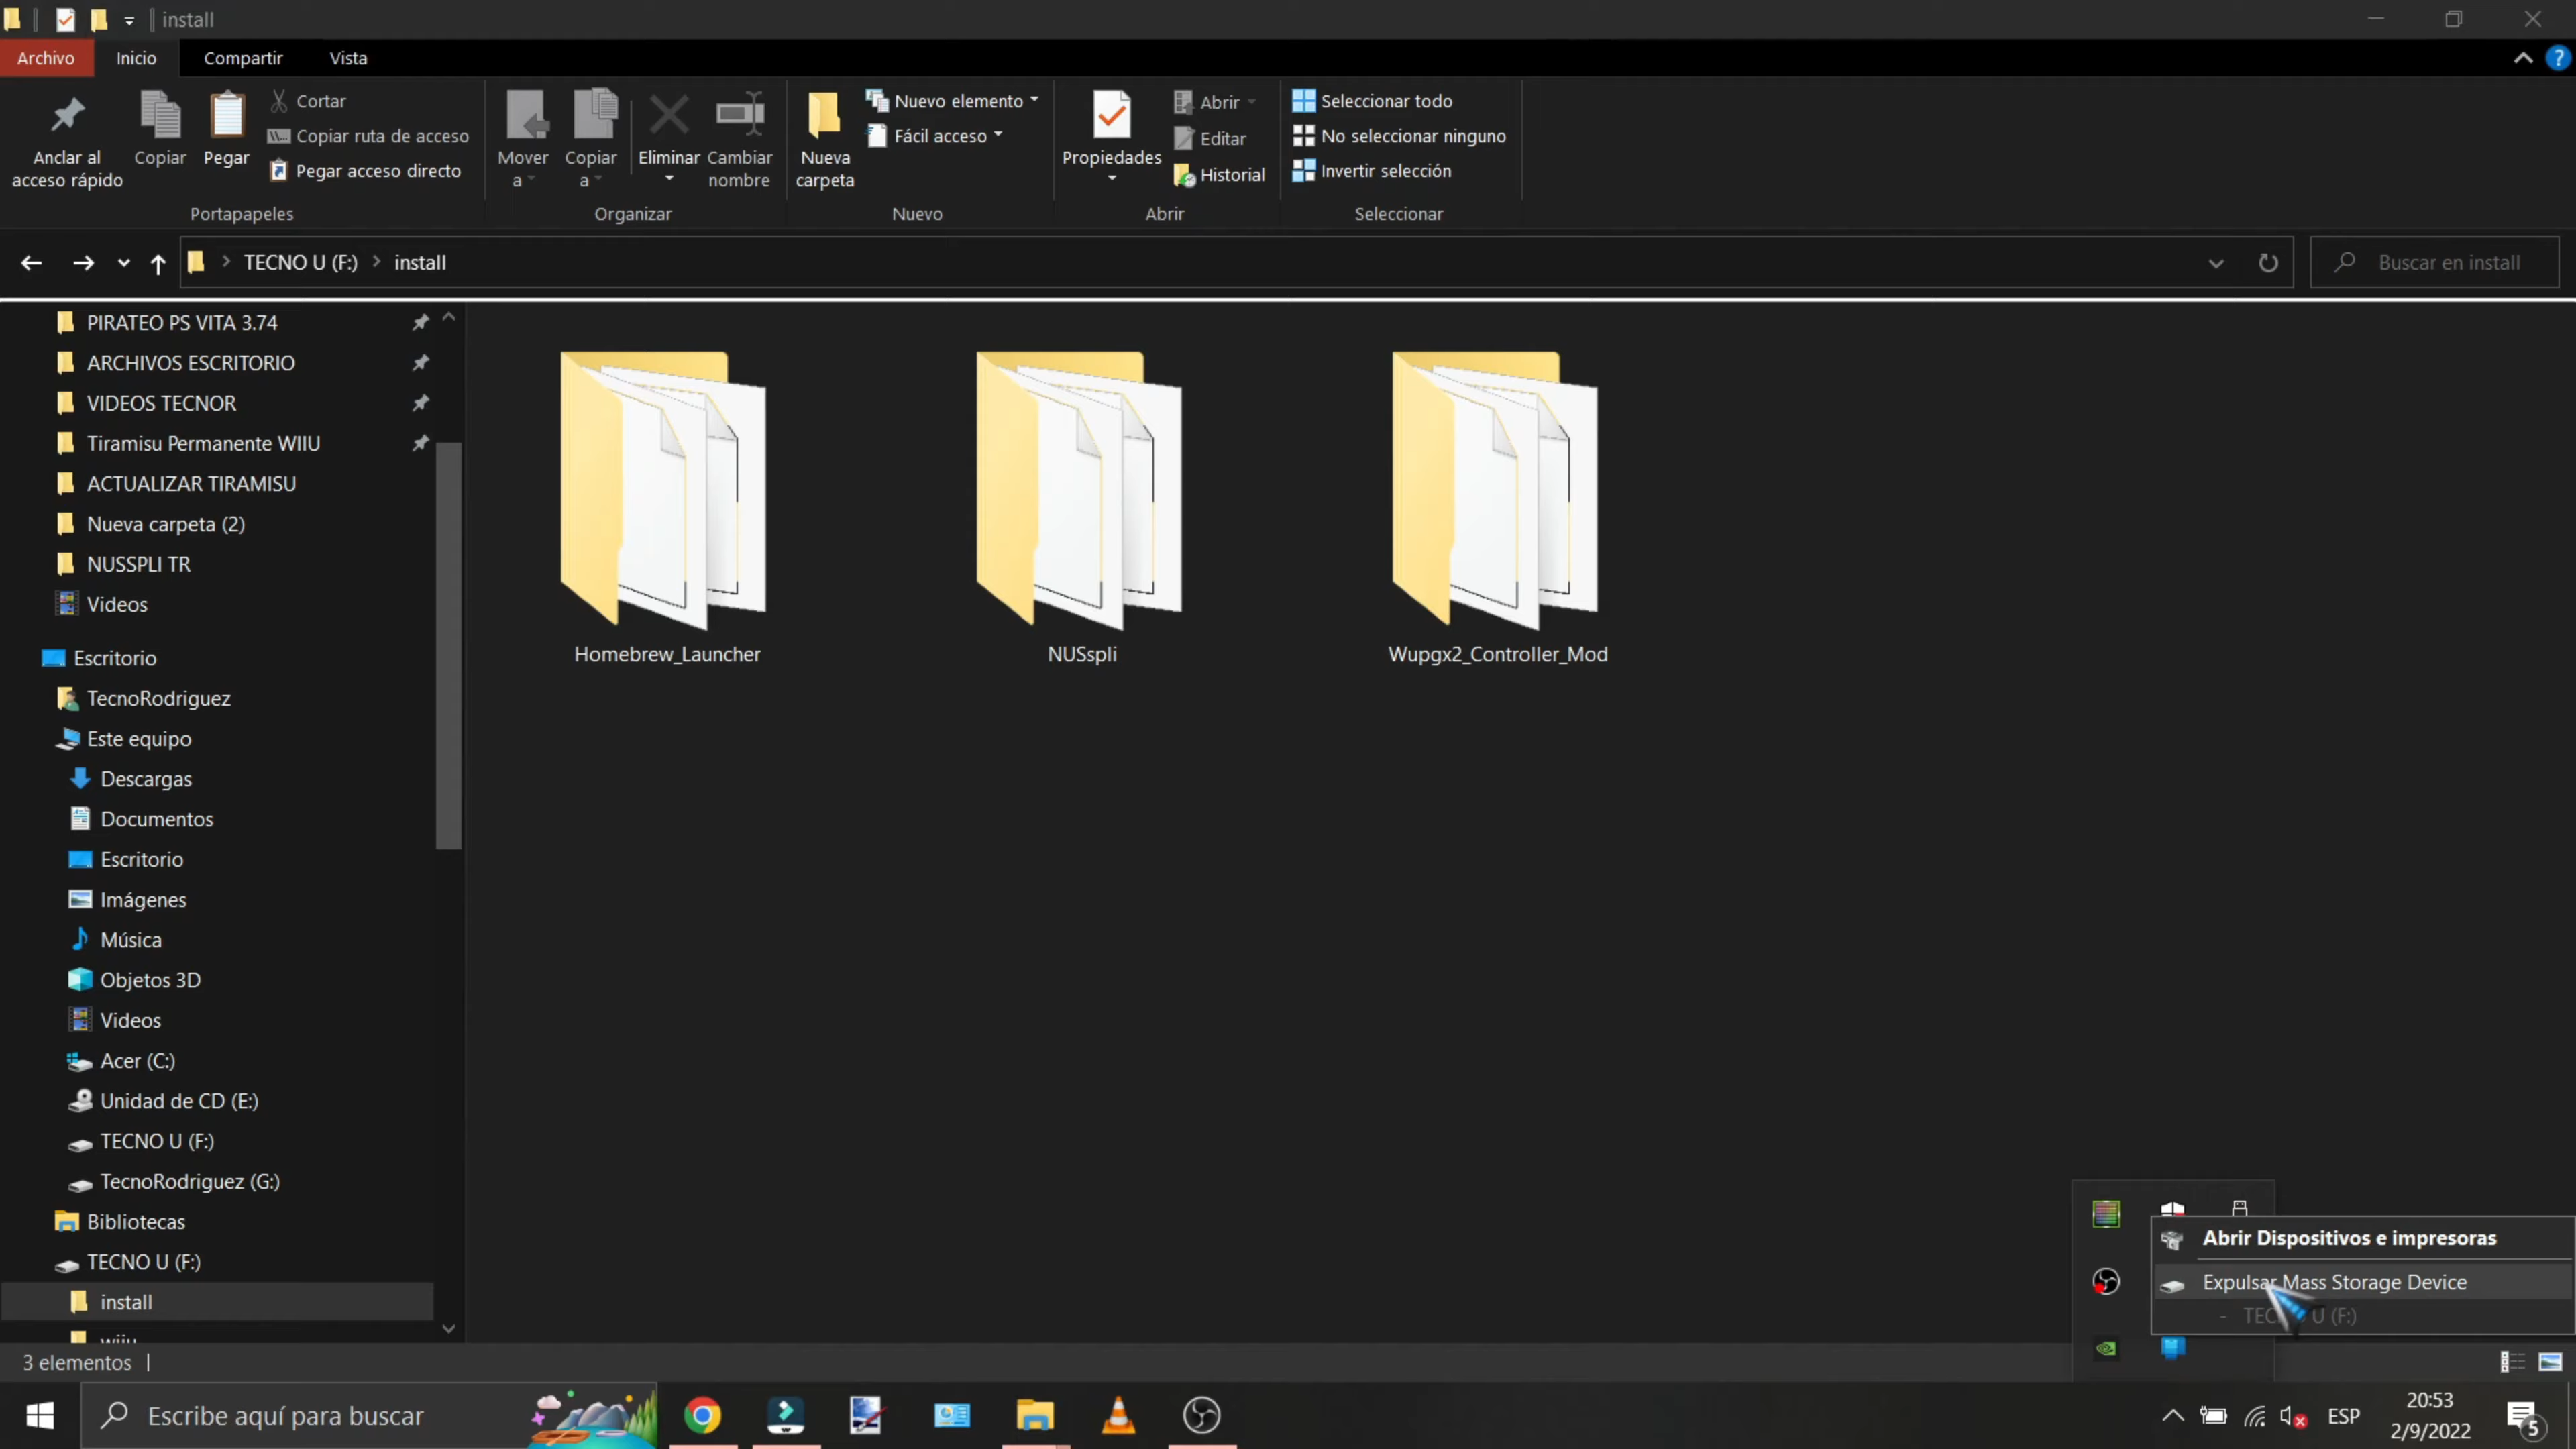 install
Archivo
Inicio
Compartir
Vista
Anclar al
acceso rápido
Copiar
Pegar
Cortar
Copiar ruta de acceso
Pegar acceso directo
Portapapeles
Mover
a
Copiar
a
Eliminar
Cambiar
nombre
Organizar
Nueva
carpeta
Nuevo elemento
Fácil acceso
Nuevo
Propiedades
Abrir
Editar
Historial
Abrir
Seleccionar todo
No seleccionar ninguno
Invertir selección
Seleccionar
TECNO U (F:)
install
Buscar en install
PIRATEO PS VITA 3.74
ARCHIVOS ESCRITORIO
VIDEOS TECNOR
Tiramisu Permanente WIIU
ACTUALIZAR TIRAMISU
Nueva carpeta (2)
NUSSPLI TR
Videos
Escritorio
TecnoRodriguez
Este equipo
Descargas
Documentos
Escritorio
Imágenes
Música
Objetos 3D
Videos
Acer (C:)
Unidad de CD (E:)
TECNO U (F:)
TecnoRodriguez (G:)
Bibliotecas
TECNO U (F:)
install
wiiu
Homebrew_Launcher
NUSspli
Wupgx2_Controller_Mod
Abrir Dispositivos e impresoras
Expulsar Mass Storage Device
- TECNO U (F:)
3 elementos
Escribe aquí para buscar
ESP
20:53
2/9/2022
5